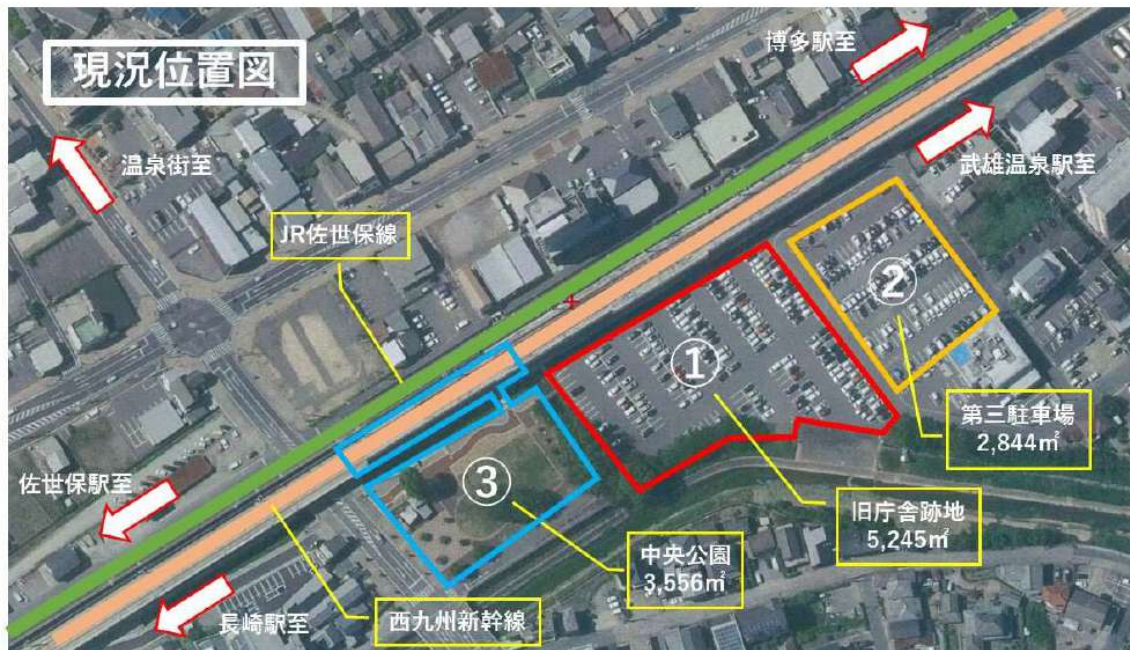 現況位置図
博多駅至
武雄温泉駅至
温泉街至
JR佐世保線
②
①
第三駐車場
2,844㎡
③
佐世保駅至
旧庁舎跡地
5,245㎡
中央公園
3,556㎡
長崎駅至
西九州新幹線